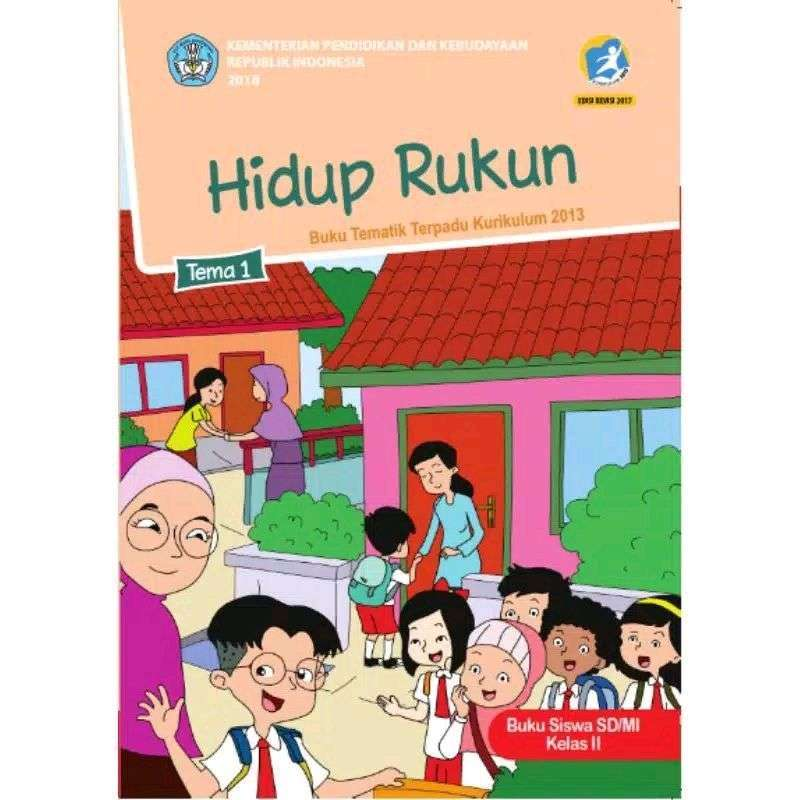 KEMENTERIAN PENDIDIKAN DAN KEBUDAYAAN
REPUBLIK INDONESIA
2018
EDISI REVISI 2017
Hidup Rukun
Buku Tematik Terpadu Kurikulum 2013
Tema 1
Buku Siswa SD/MI
Kelas II